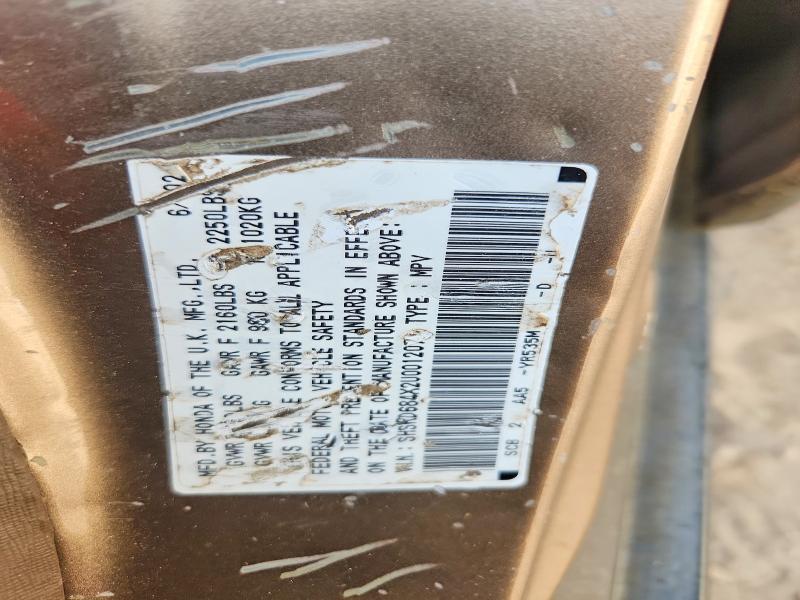 MFD.BY HONDA OF THE U.K. MFG.,LTD. 6/02
GVWR LBS GAWR F 2160LBS 2250LBS
GVWR GAWR F 980 KG 1020KG
THIS VEHICLE CONFORMS TO ALL APPLICABLE
FEDERAL MOTOR VEHICLE SAFETY
AND THEFT PREVENTION STANDARDS IN EFFE
ON THE DATE OF MANUFACTURE SHOWN ABOVE.
V.I.N.: SHSRD684X2U001207 TYPE : MPV
SCB 2 AA5 -YR535M -D -U